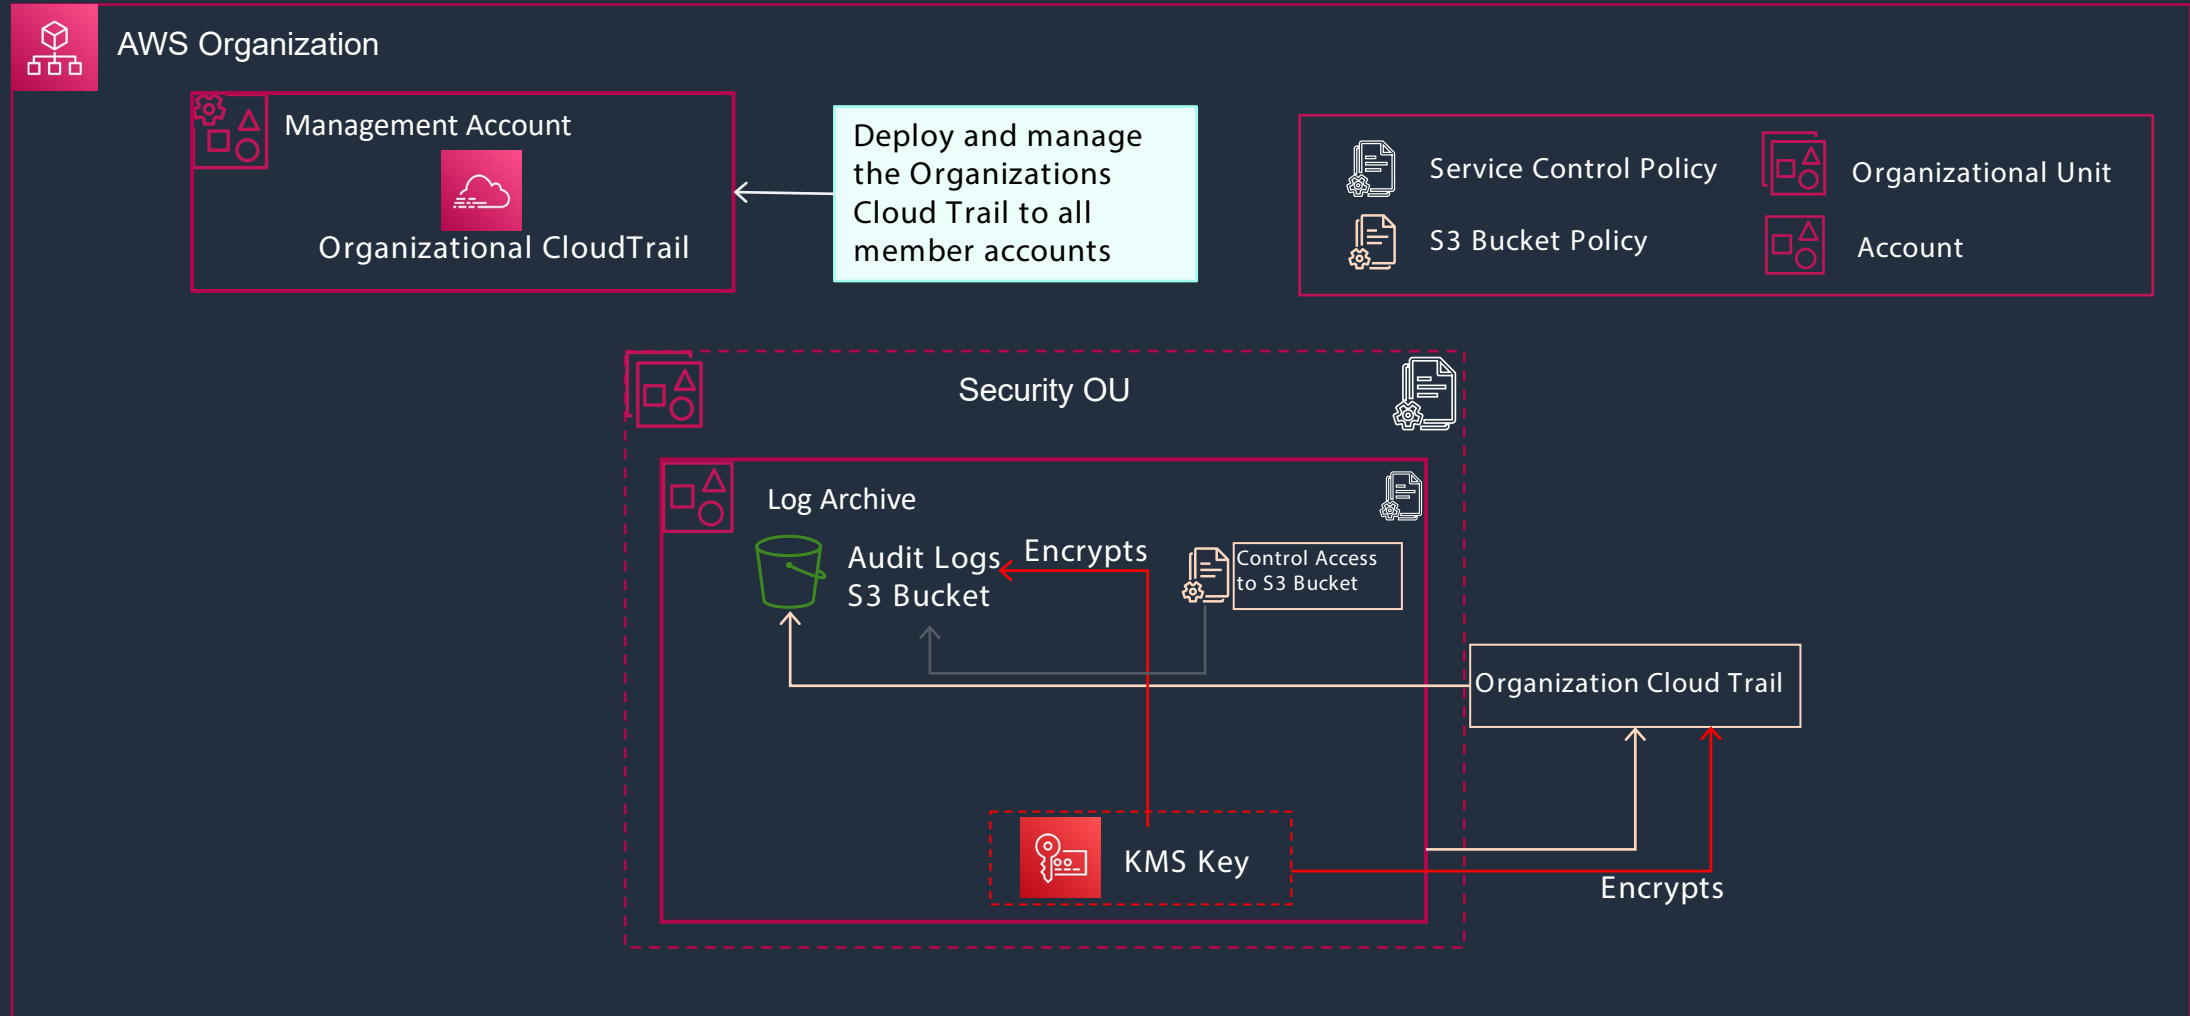 AWS Organization
Management Account
Organizational CloudTrail
Deploy and manage
the Organizations
Cloud Trail to all
member accounts
Service Control Policy
Organizational Unit
S3 Bucket Policy
Account
Security OU
Log Archive
Audit Logs
S3 Bucket
Encrypts
Control Access
to S3 Bucket
Organization Cloud Trail
KMS Key
Encrypts